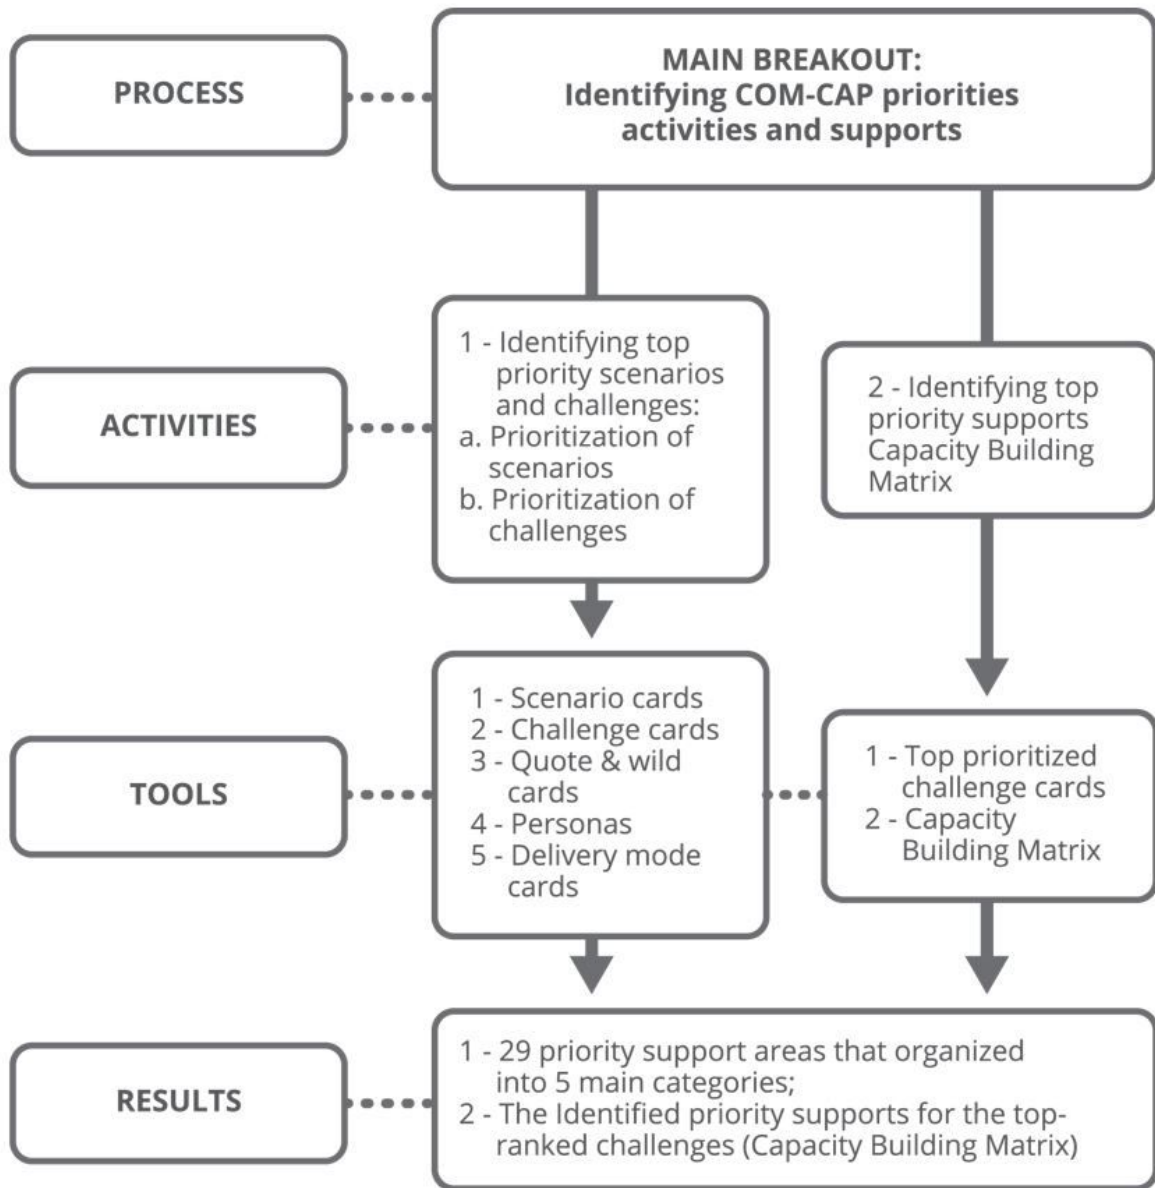 PROCESS
MAIN BREAKOUT:
Identifying COM-CAP priorities
activities and supports
ACTIVITIES
1 - Identifying top
priority scenarios
and challenges:
a. Prioritization of
scenarios
b. Prioritization of
challenges
2 - Identifying top
priority supports
Capacity Building
Matrix
TOOLS
1 - Scenario cards
2 - Challenge cards
3 - Quote & wild
cards
4 - Personas
5 - Delivery mode
cards
1 - Top prioritized
challenge cards
2 - Capacity
Building Matrix
RESULTS
1 - 29 priority support areas that organized
into 5 main categories;
2 - The Identified priority supports for the top-
ranked challenges (Capacity Building Matrix)